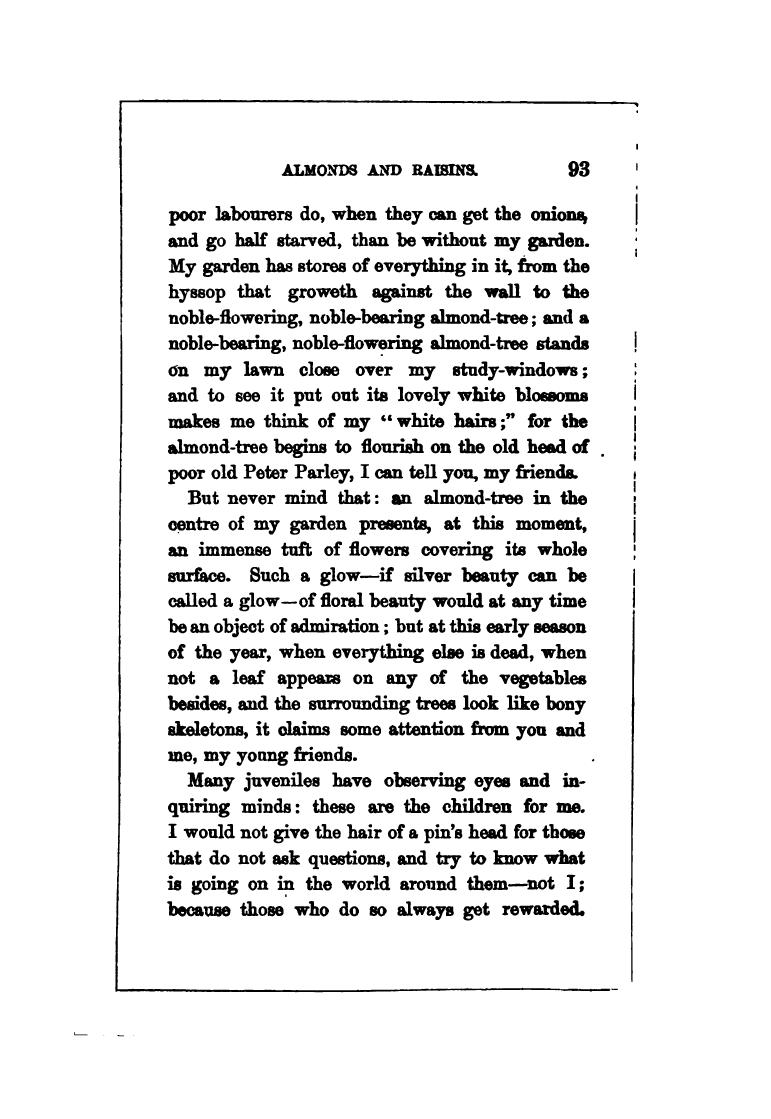 ALMONDS AND RAISINS. 93
poor labourers do, when they can get the onions,
and go half starved, than be without my garden.
My garden has stores of everything in it, from the
hyssop that groweth against the wall to the
noble-flowering, noble-bearing almond-tree; and a
noble-bearing, noble-flowering almond-tree stands
on my lawn close over my study-windows;
and to see it put out its lovely white blossoms
makes me think of my "white hairs;" for the
almond-tree begins to flourish on the old head of
poor old Peter Parley, I can tell you, my friends.
But never mind that: an almond-tree in the
centre of my garden presents, at this moment,
an immense tuft of flowers covering its whole
surface. Such a glow—if silver beauty can be
called a glow—of floral beauty would at any time
be an object of admiration; but at this early season
of the year, when everything else is dead, when
not a leaf appears on any of the vegetables
besides, and the surrounding trees look like bony
skeletons, it claims some attention from you and
me, my young friends.
Many juveniles have observing eyes and in-
quiring minds: these are the children for me.
I would not give the hair of a pin's head for those
that do not ask questions, and try to know what
is going on in the world around them—not I;
because those who do so always get rewarded.